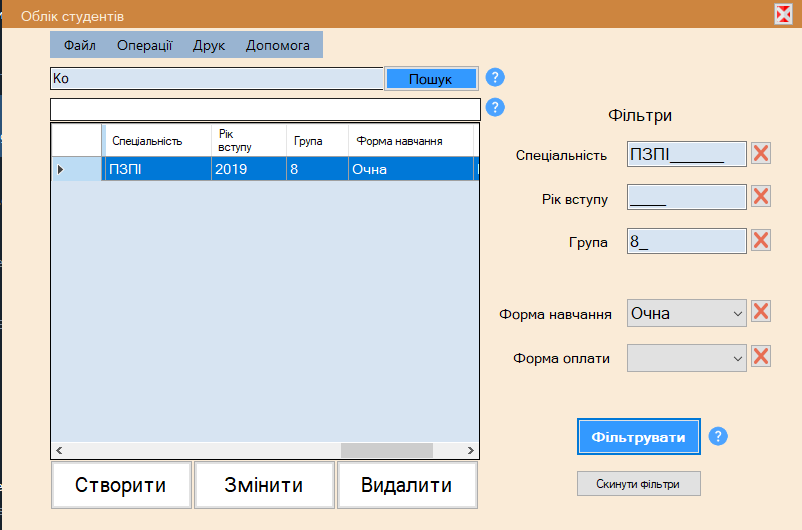 Облік студентів
Файл Операції Друк Допомога
Ко Пошук ?
?
Фільтри
Спеціальність Рік вступу Група Форма навчання
ПЗПІ 2019 8 Очна
Спеціальність ПЗПІ______
Рік вступу ____
Група 8_
Форма навчання Очна
Форма оплати
Фільтрувати ?
Створити Змінити Видалити
Скинути фільтри